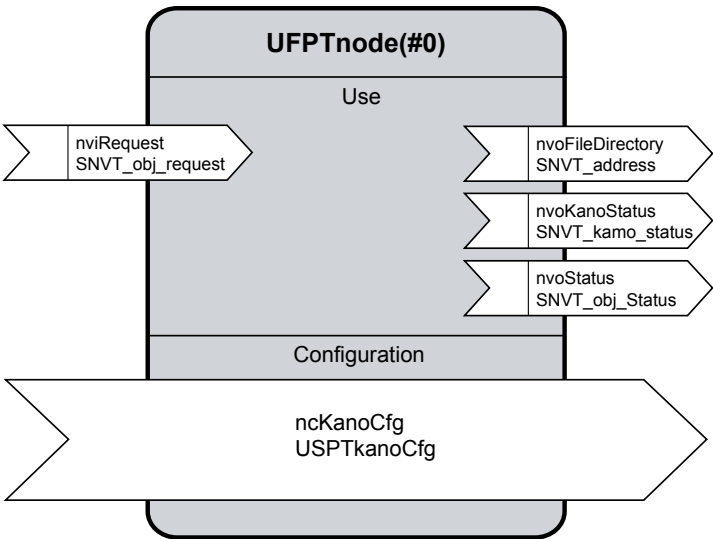 UFPTnode(#0)
Use
nviRequest
SNVT_obj_request
nvoFileDirectory
SNVT_address
nvoKanoStatus
SNVT_kamo_status
nvoStatus
SNVT_obj_Status
Configuration
ncKanoCfg
USPTkanoCfg